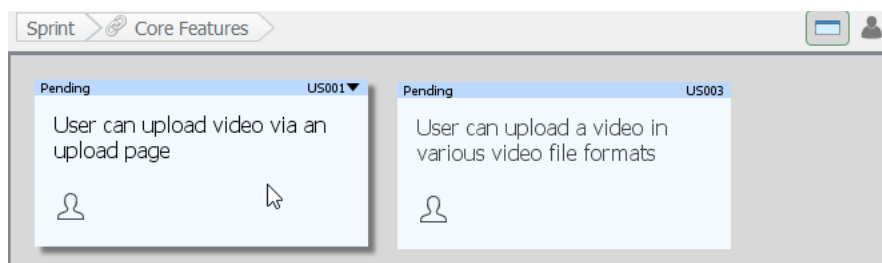 Sprint Core Features
Pending US001
User can upload video via an
upload page
Pending US003
User can upload a video in
various video file formats